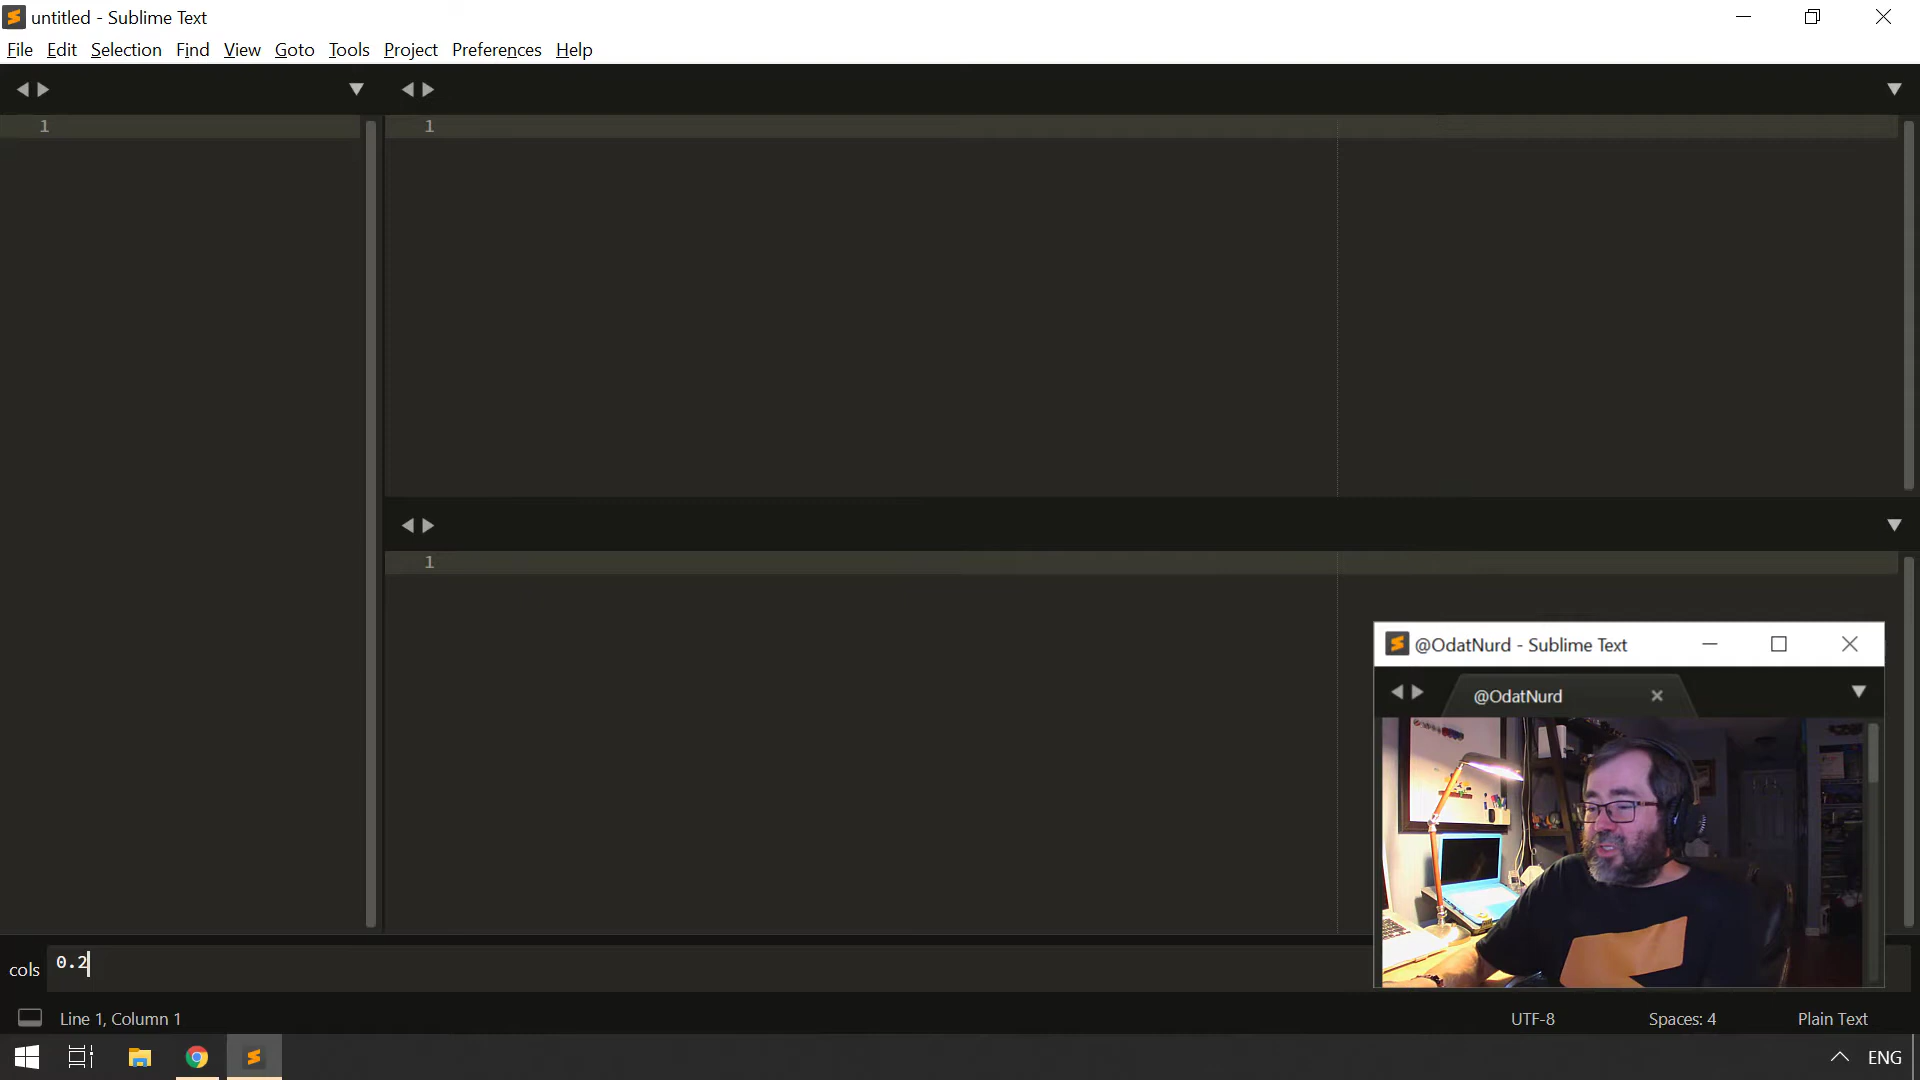 untitled - Sublime Text
File Edit Selection Find View Goto Tools Project Preferences Help
1
1
1
@OdatNurd - Sublime Text
@OdatNurd
cols 0.2
Line 1, Column 1
UTF-8
Spaces: 4
Plain Text
ENG